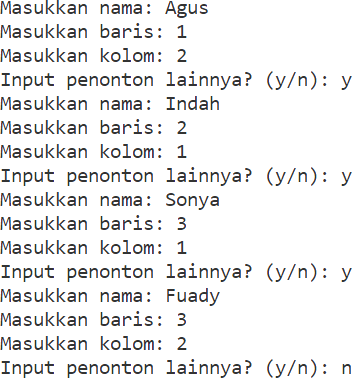 Masukkan nama: Agus
Masukkan baris: 1
Masukkan kolom: 2
Input penonton lainnya? (y/n): y
Masukkan nama: Indah
Masukkan baris: 2
Masukkan kolom: 1
Input penonton lainnya? (y/n): y
Masukkan nama: Sonya
Masukkan baris: 3
Masukkan kolom: 1
Input penonton lainnya? (y/n): y
Masukkan nama: Fuady
Masukkan baris: 3
Masukkan kolom: 2
Input penonton lainnya? (y/n): n